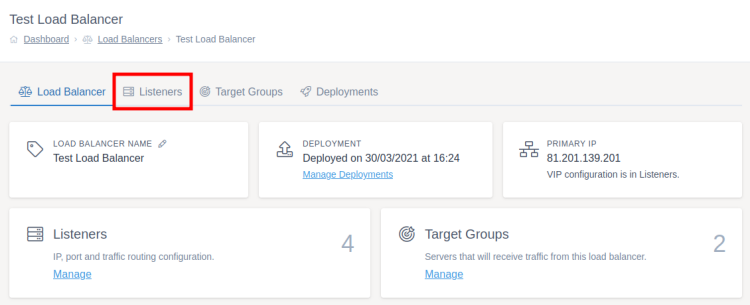 Test Load Balancer
Dashboard > Load Balancers > Test Load Balancer
Load Balancer Listeners Target Groups Deployments
LOAD BALANCER NAME
Test Load Balancer
DEPLOYMENT
Deployed on 30/03/2021 at 16:24
Manage Deployments
PRIMARY IP
81.201.139.201
VIP configuration is in Listeners.
Listeners
4
IP, port and traffic routing configuration.
Manage
Target Groups
2
Servers that will receive traffic from this load balancer.
Manage